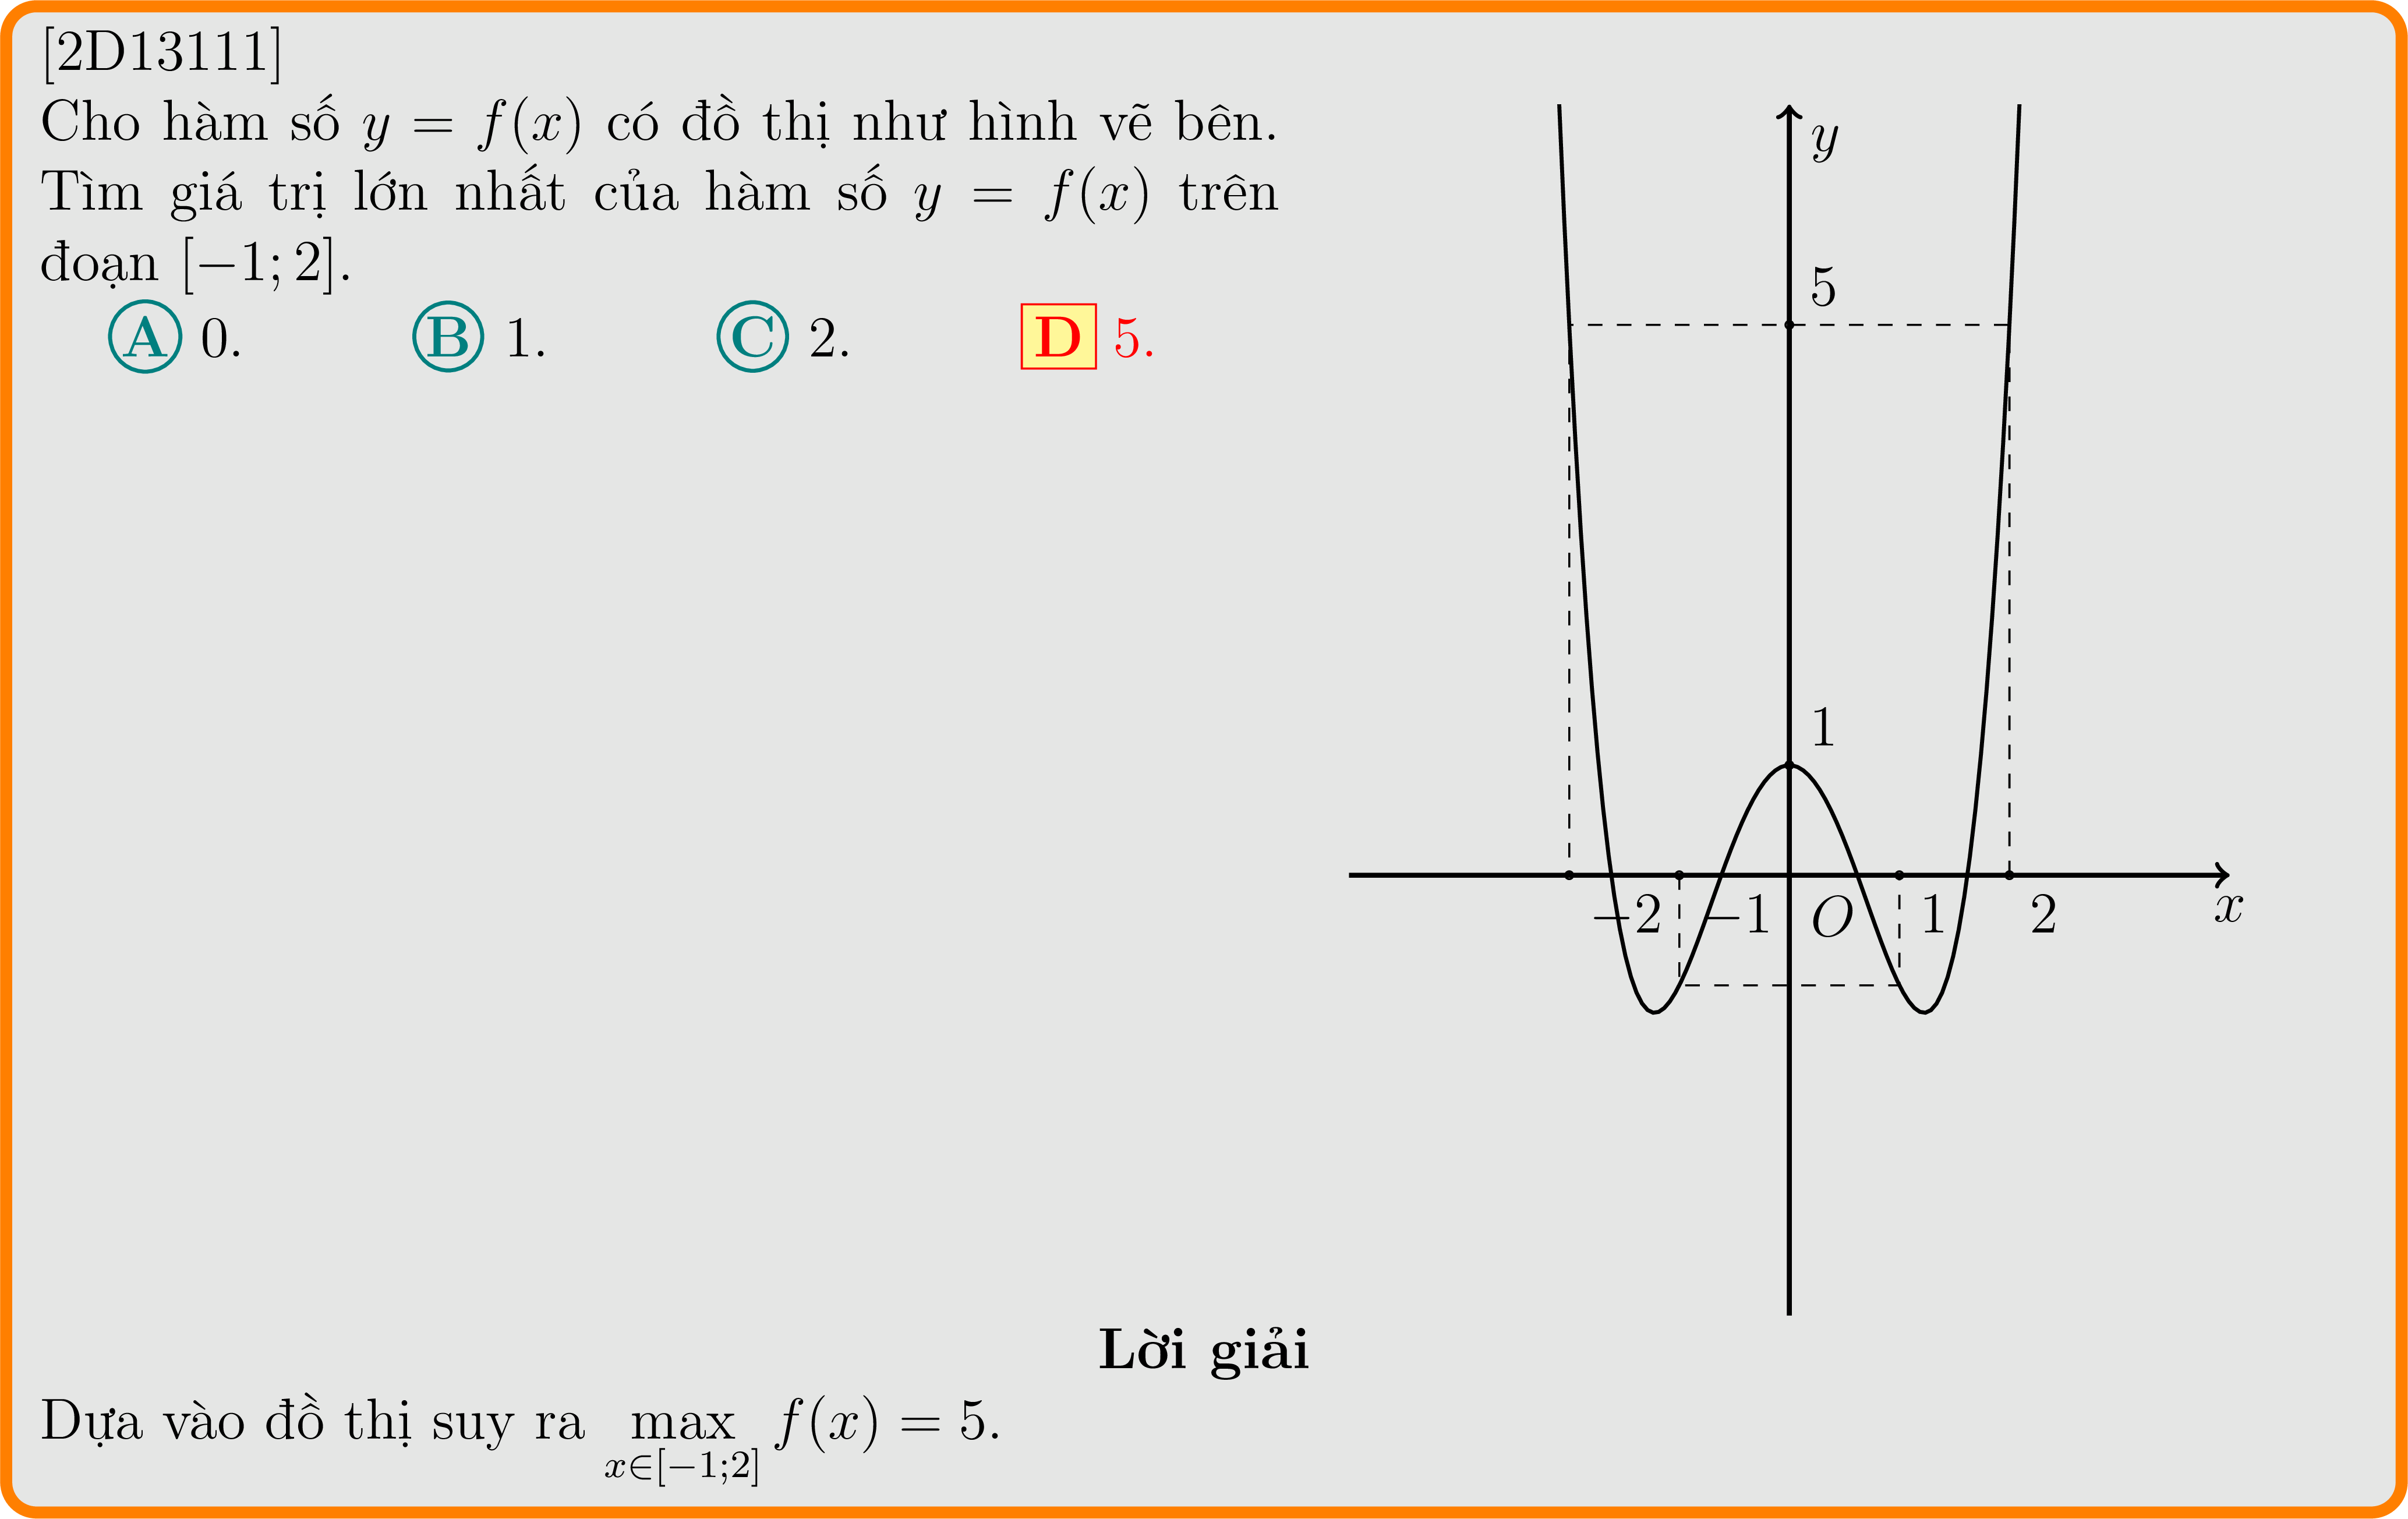 [2D13111]
Cho hàm số y = f(x) có đồ thị như hình vẽ bên.
Tìm giá trị lớn nhất của hàm số y = f(x) trên
đoạn [−1; 2].
A 0. B 1. C 2. D 5.
y
5
1
−2 −1 O 1 2 x
Lời giải
Dựa vào đồ thị suy ra max f(x) = 5.
x∈[−1;2]